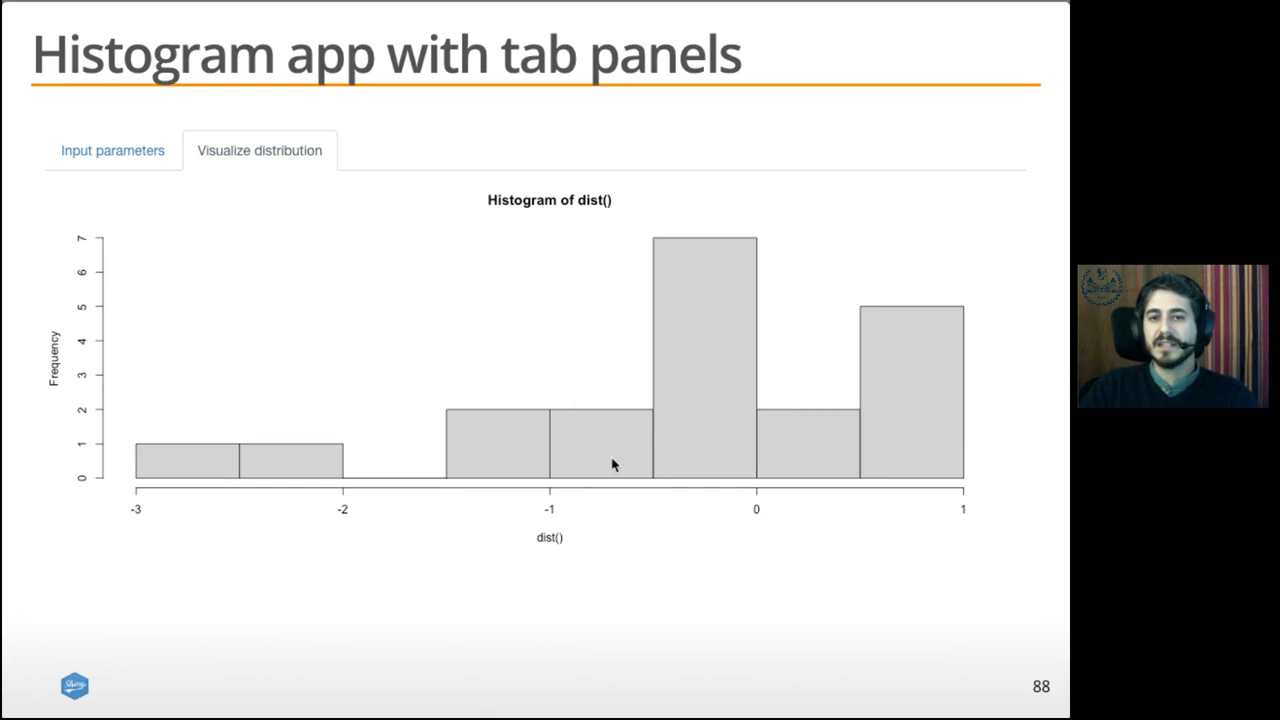 Histogram app with tab panels
Input parameters
Visualize distribution
Histogram of dist()
Frequency
7
6
5
4
3
2
1
0
-3
-2
-1
0
1
dist()
Shiny
88